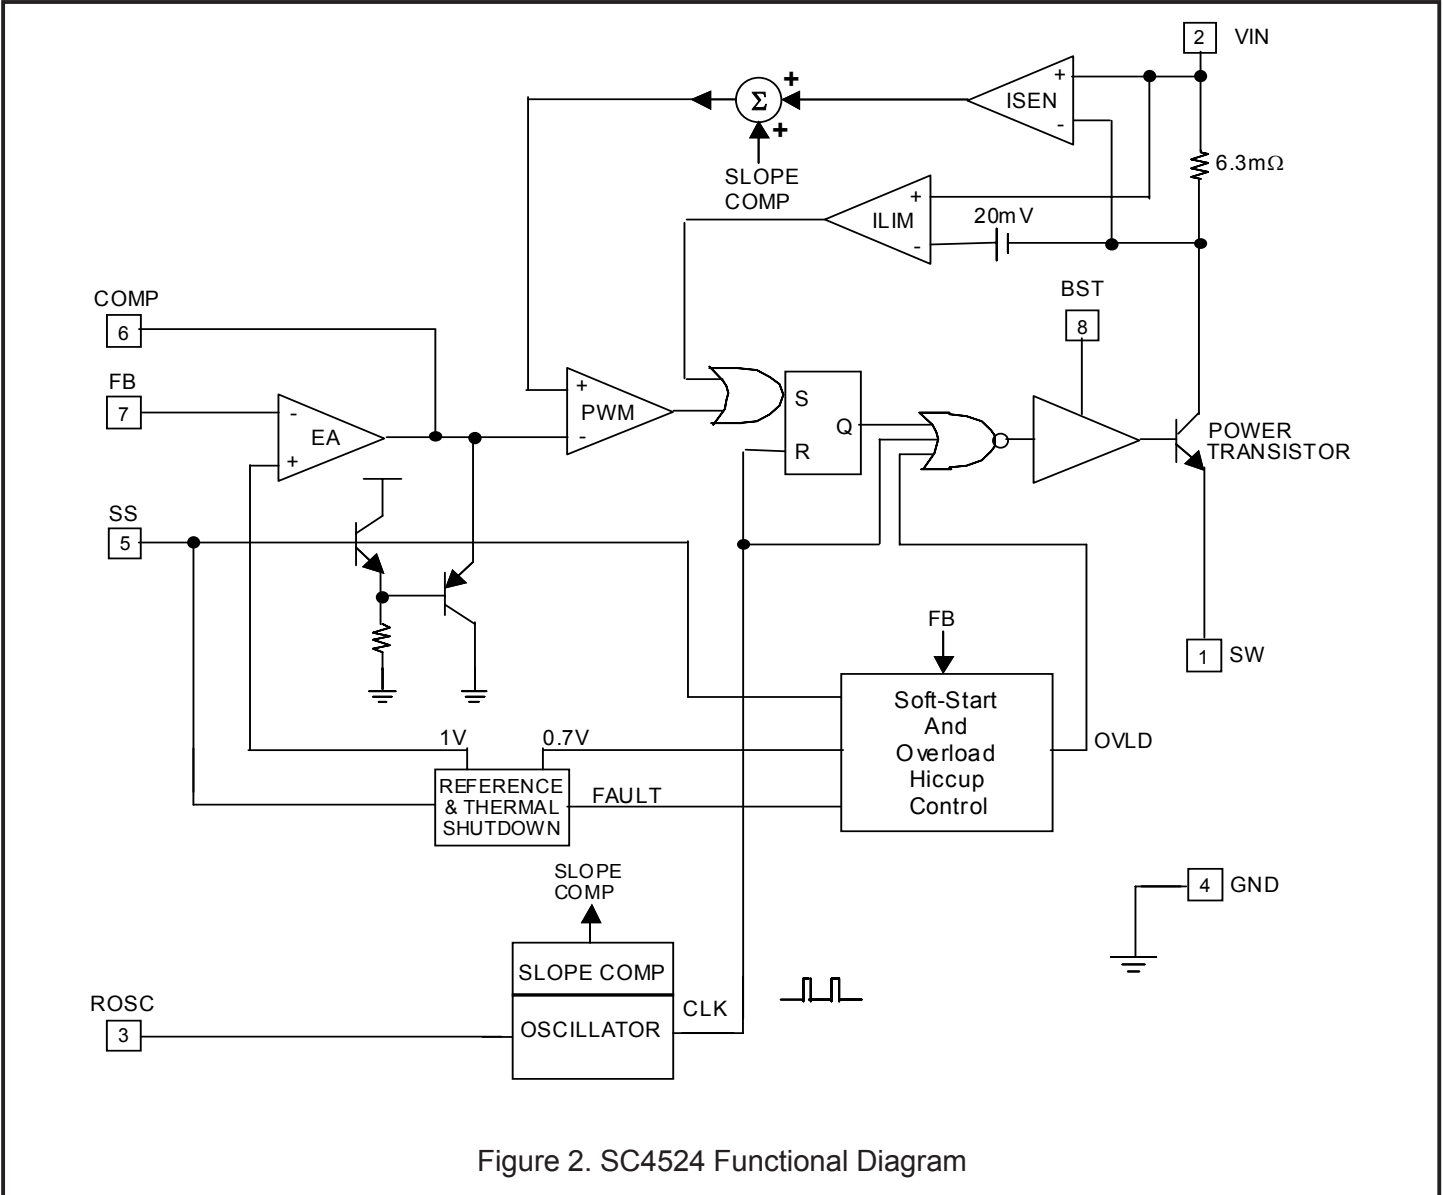 2 VIN
+
ISEN
-
Σ
+
+
SLOPE
COMP
6.3mΩ
+
ILIM
-
20mV
COMP
6
BST
8
FB
7
-
EA
+
+
PWM
-
S
Q
R
POWER
TRANSISTOR
SS
5
FB
1 SW
Soft-Start
And
Overload
Hiccup
Control
OVLD
1V
0.7V
REFERENCE
& THERMAL
SHUTDOWN
FAULT
SLOPE
COMP
4 GND
SLOPE COMP
OSCILLATOR
CLK
ROSC
3
Figure 2. SC4524 Functional Diagram